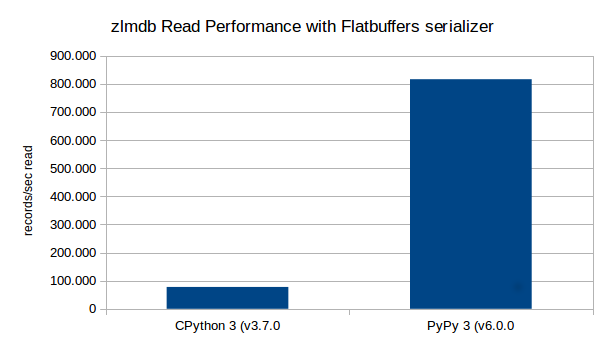 zlmdb Read Performance with Flatbuffers serializer
900.000
800.000
700.000
600.000
500.000
400.000
300.000
200.000
100.000
0
records/sec read
CPython 3 (v3.7.0
PyPy 3 (v6.0.0